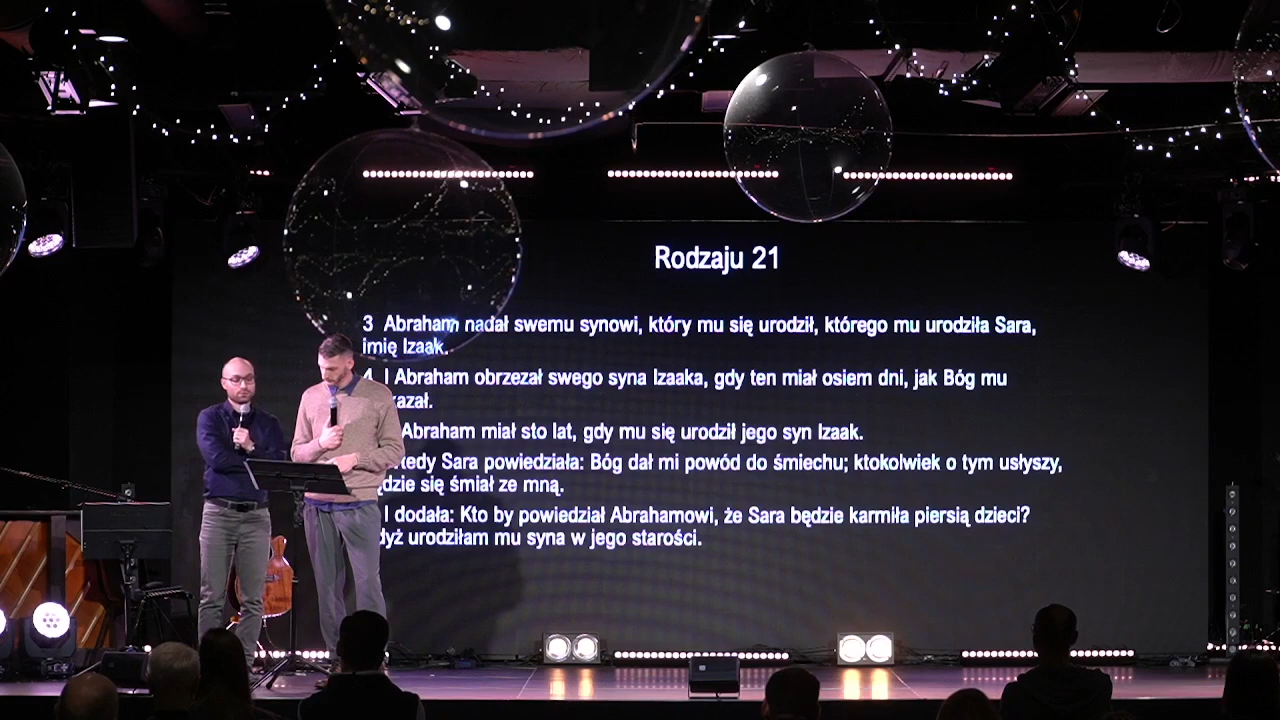 Rodzaju 21
3 Abraham nadał swemu synowi, który mu się urodził, którego mu urodziła Sara,
imię Izaak.
4 I Abraham obrzezał swego syna Izaaka, gdy ten miał osiem dni, jak Bóg mu
Abraham miał sto lat, gdy mu się urodził jego syn Izaak.
Sara powiedziała: Bóg dał mi powód do śmiechu; ktokolwiek o tym usłyszy,
się śmiał ze mną.
I dodała: Kto by powiedział Abrahamowi, że Sara będzie karmiła piersią dzieci?
urodziłam mu syna w jego starości.